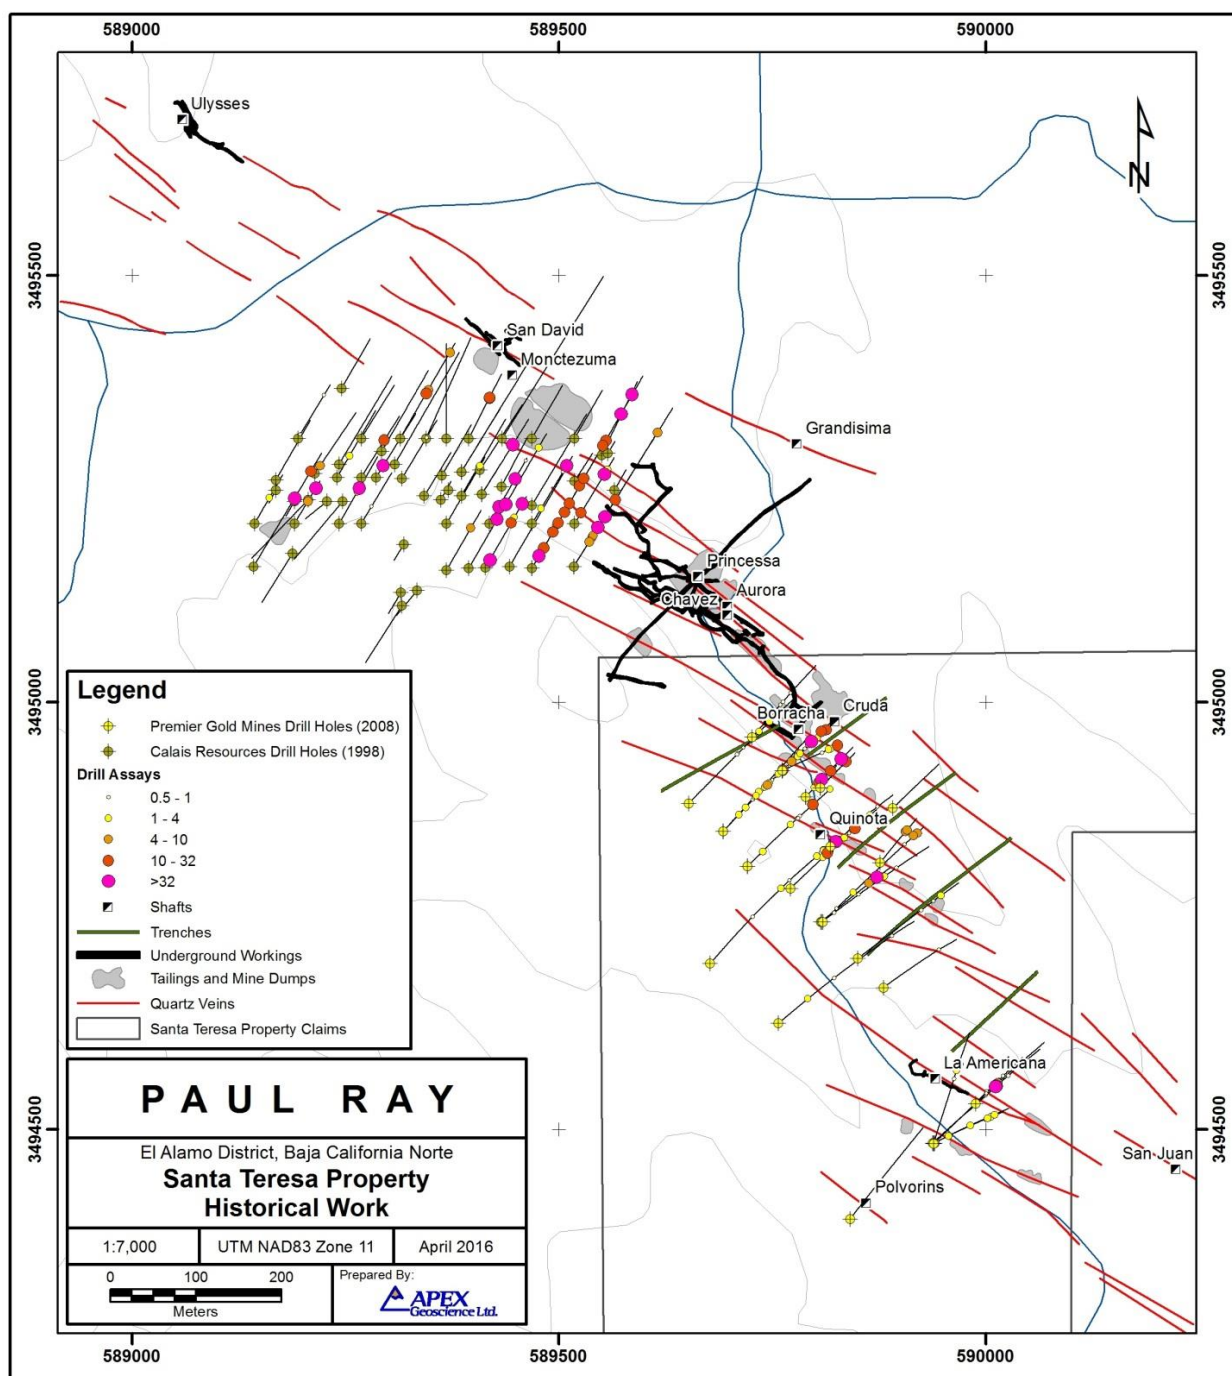 589000
589500
590000
Ulysses
N
3495500
3495500
San David
Monctezuma
Grandisima
Princessa
Aurora
Chavez
3495000
3495000
Borracha
Cruda
Quinota
La Americana
3494500
3494500
San Juan
Polvorins
Legend
Premier Gold Mines Drill Holes (2008)
Calais Resources Drill Holes (1998)
Drill Assays
0.5 - 1
1 - 4
4 - 10
10 - 32
>32
Shafts
Trenches
Underground Workings
Tailings and Mine Dumps
Quartz Veins
Santa Teresa Property Claims
PAUL RAY
El Alamo District, Baja California Norte
Santa Teresa Property
Historical Work
1:7,000
UTM NAD83 Zone 11
April 2016
0 100 200
Meters
Prepared By:
APEX
Geoscience Ltd.
589000
589500
590000